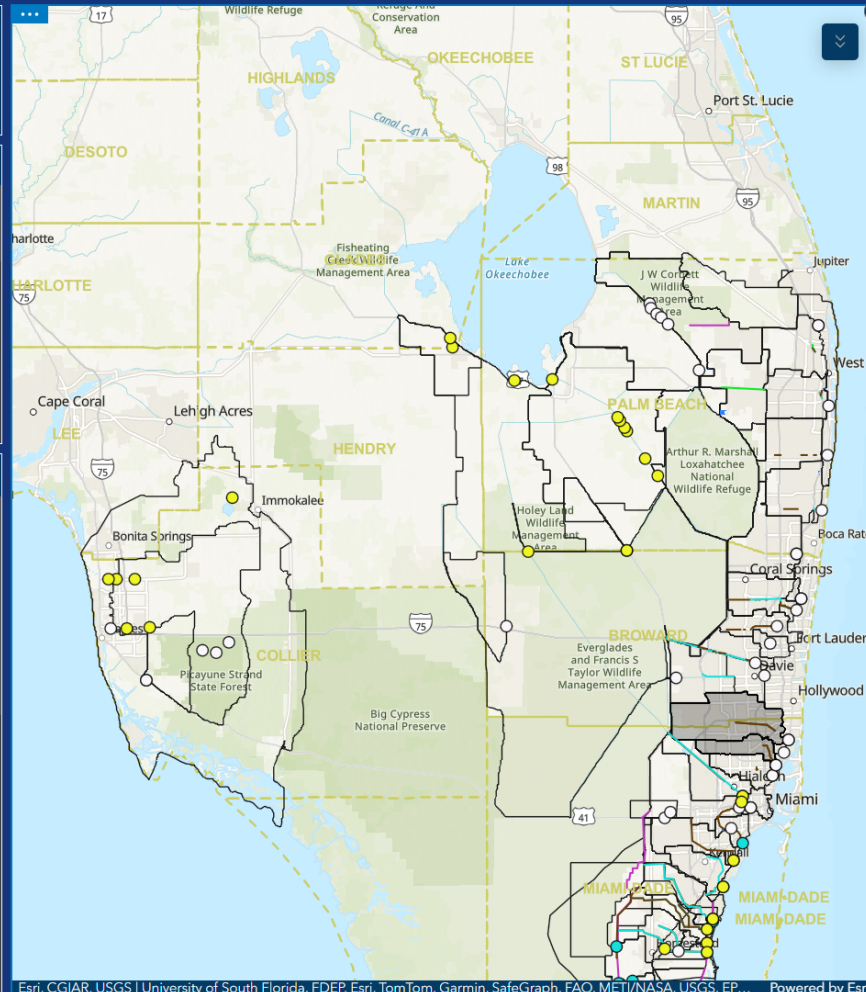 17
Wildlife Refuge
Refuge And
Conservation
Area
95
OKEECHOBEE
ST LUCIE
HIGHLANDS
Port St. Lucie
Canal C-41 A
DESOTO
98
MARTIN
95
harlotte
Fisheating
Creek Wildlife
Management Area
Lake
Okeechobee
Jupiter
J W Corbett
Wildlife
Management
Area
HARLOTTE
75
West
Cape Coral
Lehigh Acres
PALM BEACH
LEE
HENDRY
Arthur R. Marshall
Loxahatchee
National
Wildlife Refuge
75
Immokalee
Holey Land
Wildlife
Management
Area
Bonita Springs
Boca Rat
Coral Springs
75
BROWARD
Fort Lauder
COLLIER
Everglades
and Francis S
Taylor Wildlife
Management Area
Davie
Picayune Strand
State Forest
Hollywood
Big Cypress
National Preserve
Hialeah
Miami
41
Kendall
MIAMI-DADE
MIAMI-DADE
MIAMI-DADE
Homestead
Esri, CGIAR, USGS | University of South Florida, FDEP, Esri, TomTom, Garmin, SafeGraph, FAO, METI/NASA, USGS, EP...
Powered by Esri